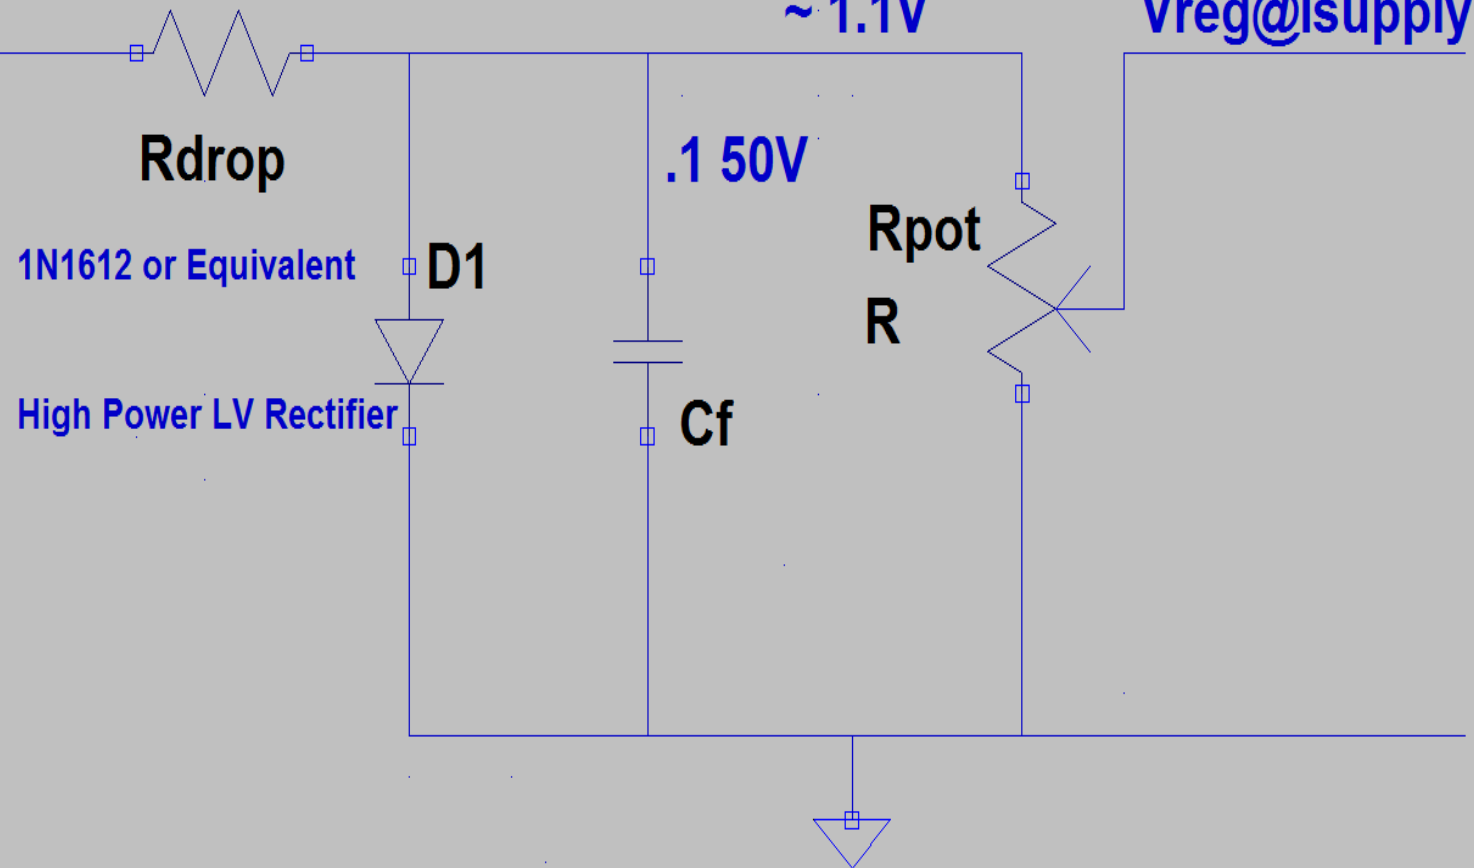 ~ 1.1V
Vreg@Isupply
Rdrop
.1 50V
Rpot
1N1612 or Equivalent
D1
R
High Power LV Rectifier
Cf